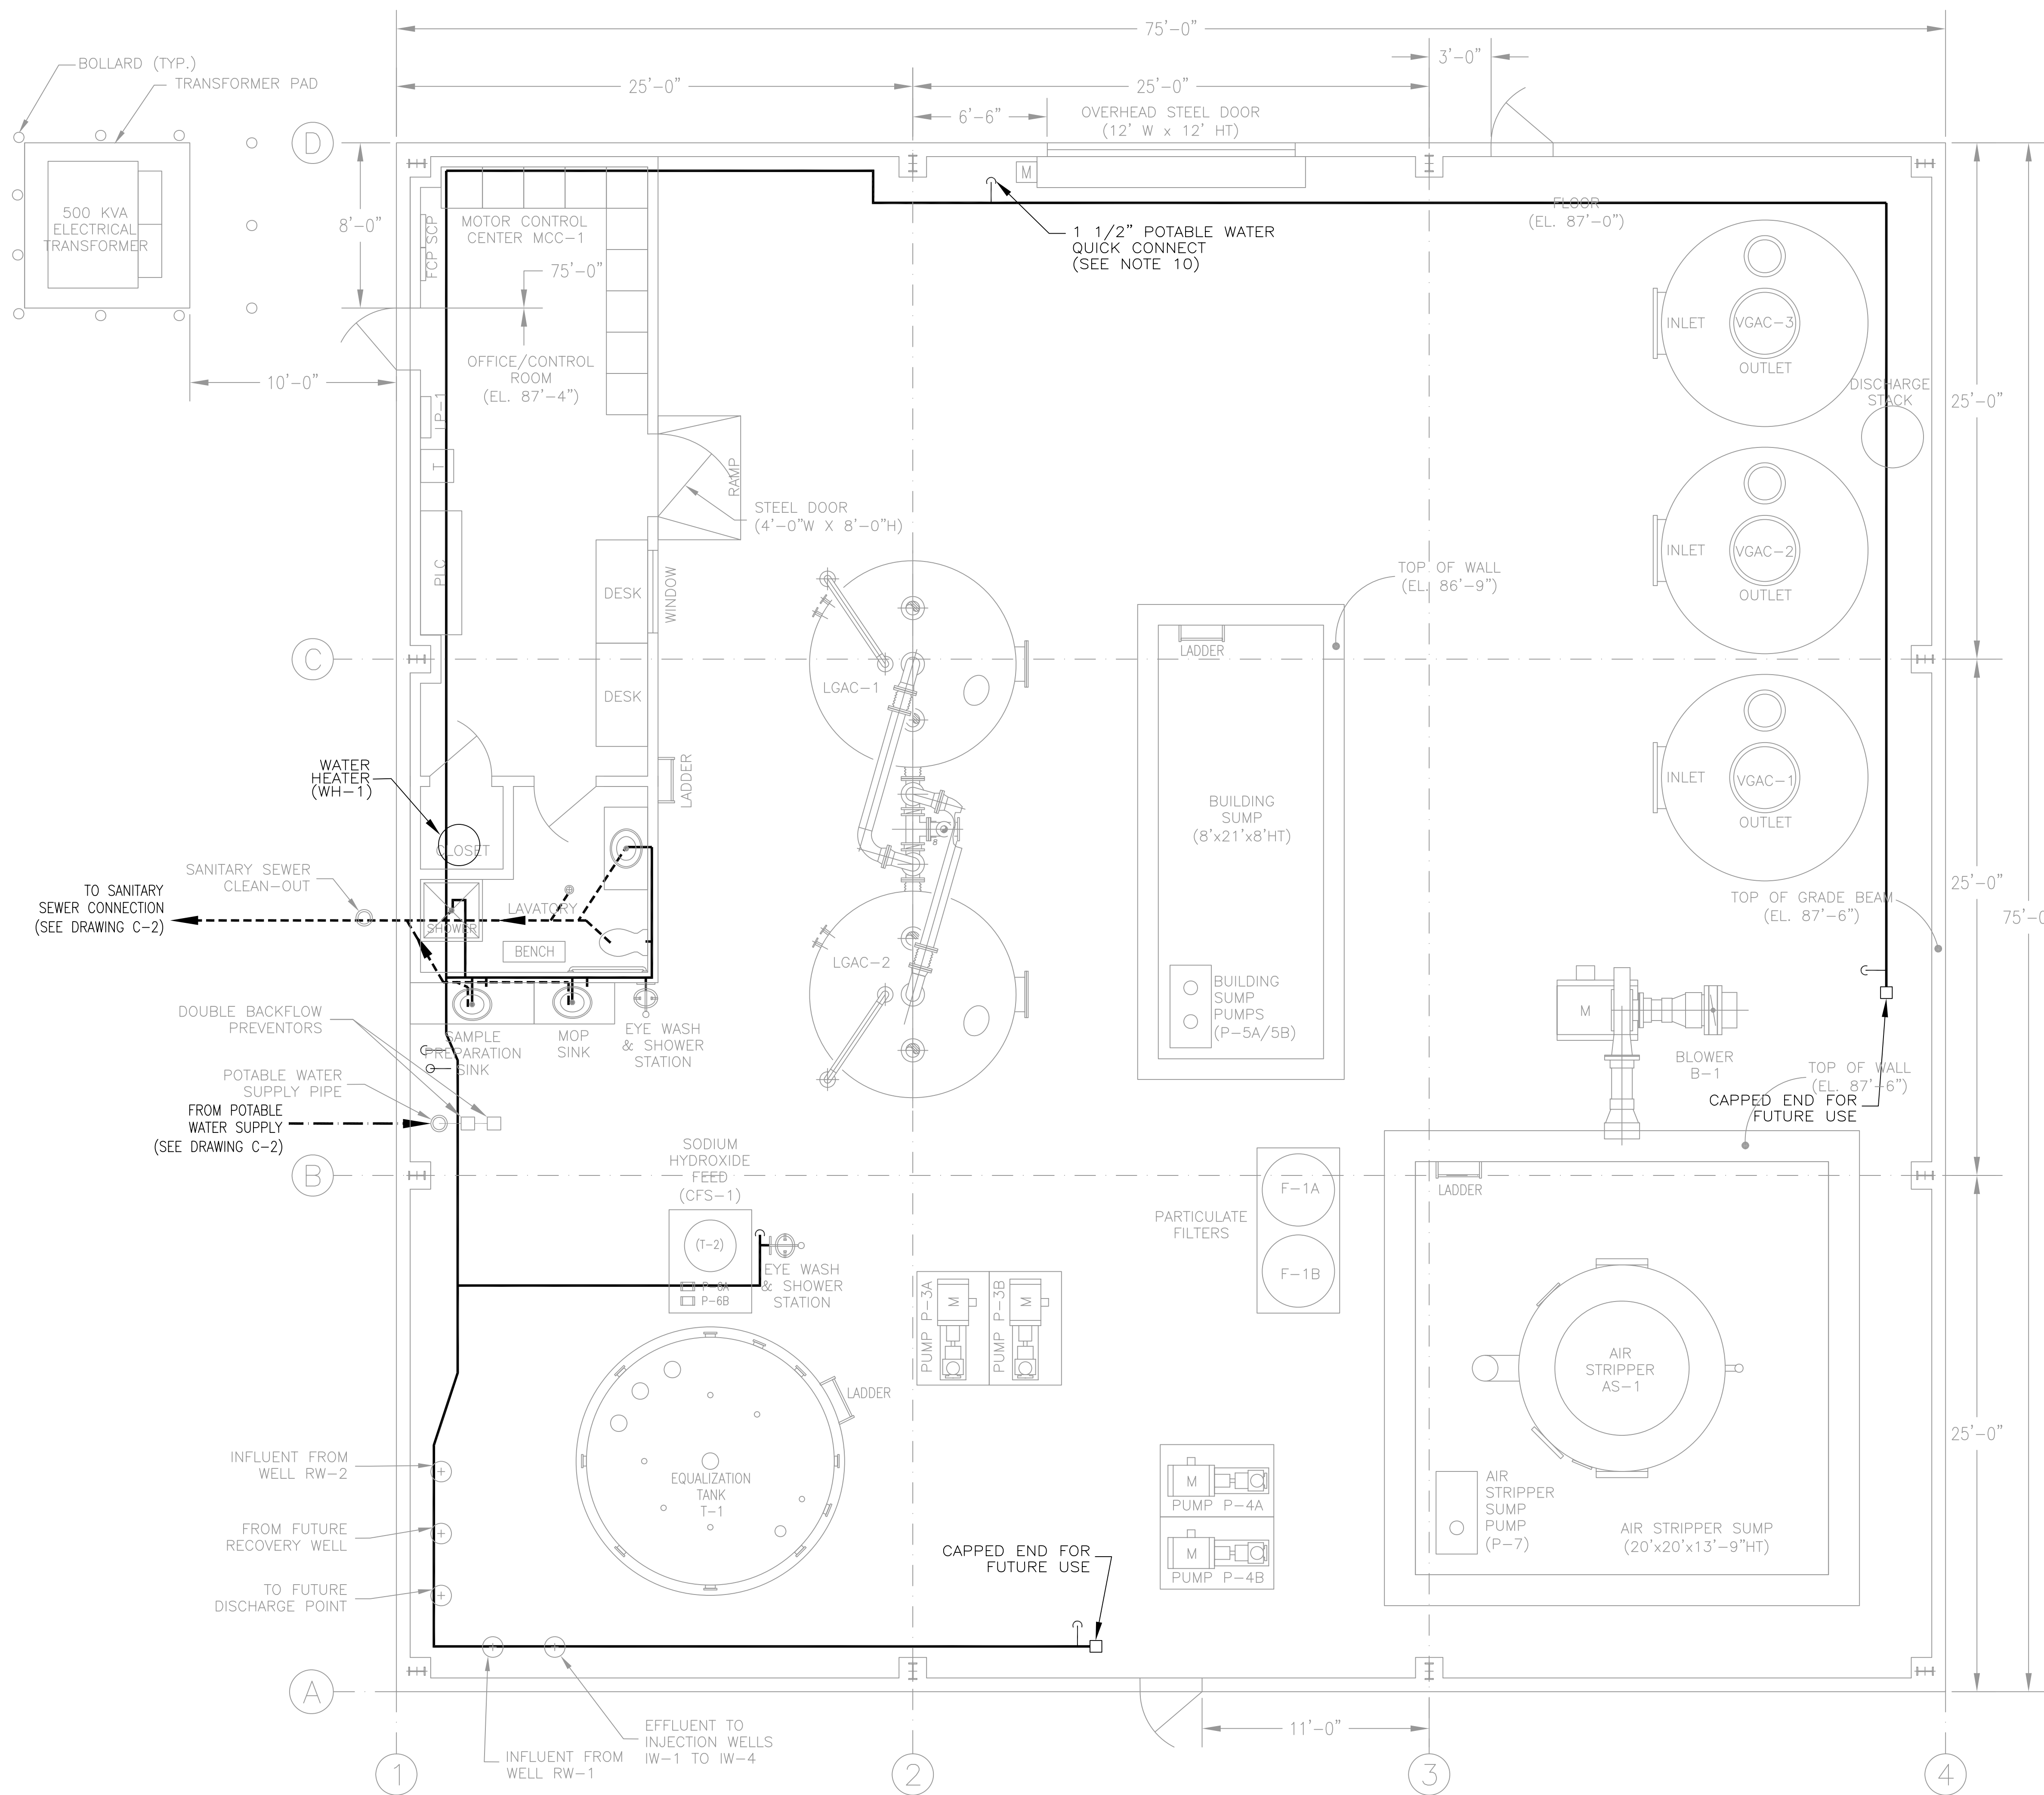 75'-0"
3'-0"
BOLLARD (TYP.)
TRANSFORMER PAD
25'-0"
25'-0"
6'-6"
OVERHEAD STEEL DOOR
(12' W x 12' HT)
D
M
500 KVA
ELECTRICAL
TRANSFORMER
8'-0"
FCP
SCP
MOTOR CONTROL
CENTER MCC-1
75'-0"
1 1/2" POTABLE WATER
QUICK CONNECT
(SEE NOTE 10)
FLOOR
(EL. 87'-0")
INLET
VGAC-3
OUTLET
OFFICE/CONTROL
ROOM
(EL. 87'-4")
10'-0"
DISCHARGE
STACK
25'-0"
LP-1
T
RAMP
STEEL DOOR
(4'-0"W X 8'-0"H)
INLET
VGAC-2
OUTLET
PLC
DESK
WINDOW
TOP OF WALL
(EL. 86'-9")
C
LADDER
LGAC-1
DESK
WATER
HEATER
(WH-1)
LADDER
INLET
VGAC-1
OUTLET
BUILDING
SUMP
(8'x21'x8'HT)
CLOSET
SANITARY SEWER
CLEAN-OUT
TO SANITARY
SEWER CONNECTION
(SEE DRAWING C-2)
LAVATORY
SHOWER
BENCH
TOP OF GRADE BEAM
(EL. 87'-6")
25'-0"
75'-0
LGAC-2
BUILDING
SUMP
PUMPS
(P-5A/5B)
M
DOUBLE BACKFLOW
PREVENTORS
SAMPLE
PREPARATION
SINK
MOP
SINK
EYE WASH
& SHOWER
STATION
BLOWER
B-1
TOP OF WALL
(EL. 87'-6")
CAPPED END FOR
FUTURE USE
POTABLE WATER
SUPPLY PIPE
FROM POTABLE
WATER SUPPLY
(SEE DRAWING C-2)
SODIUM
HYDROXIDE
FEED
(CFS-1)
B
LADDER
F-1A
PARTICULATE
FILTERS
F-1B
(T-2)
P-6A
P-6B
EYE WASH
& SHOWER
STATION
PUMP P-3A
M
PUMP P-3B
M
AIR
STRIPPER
AS-1
LADDER
INFLUENT FROM
WELL RW-2
EQUALIZATION
TANK
T-1
M
PUMP P-4A
25'-0"
AIR
STRIPPER
SUMP
PUMP
(P-7)
AIR STRIPPER SUMP
(20'x20'x13'-9"HT)
FROM FUTURE
RECOVERY WELL
CAPPED END FOR
FUTURE USE
M
PUMP P-4B
TO FUTURE
DISCHARGE POINT
A
EFFLUENT TO
INJECTION WELLS
IW-1 TO IW-4
11'-0"
INFLUENT FROM
WELL RW-1
1
2
3
4